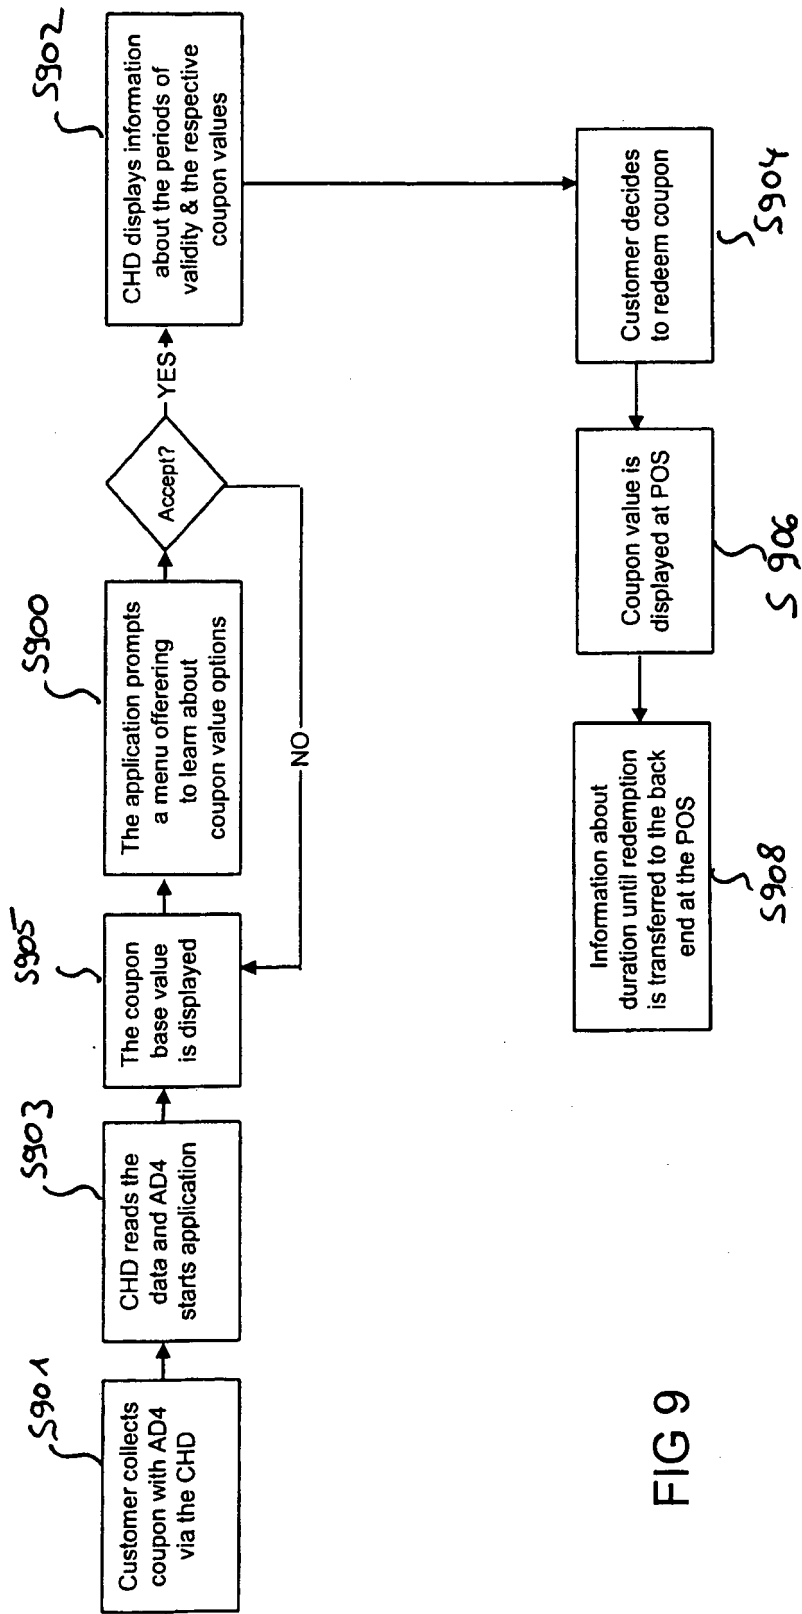 S901
Customer collects
coupon with AD4
via the CHD
S903
CHD reads the
data and AD4
starts application
S905
The coupon
base value
is displayed
S900
The application prompts
a menu offerering
to learn about
coupon value options
Accept?
YES
NO
S902
CHD displays information
about the periods of
validity & the respective
coupon values
Customer decides
to redeem coupon
S904
Coupon value is
displayed at POS
S 906
Information about
duration until redemption
is transferred to the back
end at the POS
S908
FIG 9